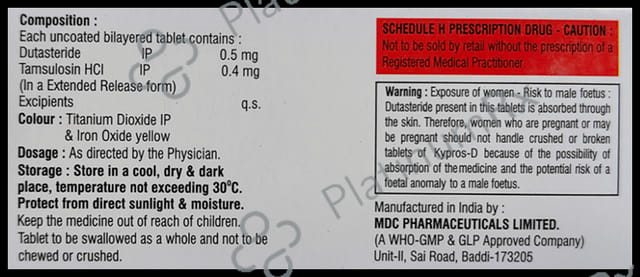 Composition :
Each uncoated bilayered tablet contains :
Dutasteride IP 0.5 mg
Tamsulosin HCl IP 0.4 mg
(In a Extended Release form)
Excipients q.s.
Colour : Titanium Dioxide IP
& Iron Oxide yellow
Dosage : As directed by the Physician.
Storage : Store in a cool, dry & dark
place, temperature not exceeding 30°C.
Protect from direct sunlight & moisture.
Keep the medicine out of reach of children.
Tablet to be swallowed as a whole and not to be
chewed or crushed.
SCHEDULE H PRESCRIPTION DRUG - CAUTION :
Not to be sold by retail without the prescription of a
Registered Medical Practitioner.
Warning : Exposure of women - Risk to male foetus :
Dutasteride present in this tablets is absorbed through
the skin. Therefore, women who are pregnant or may
be pregnant should not handle crushed or broken
tablets of Kypros-D because of the possibility of
absorption of the medicine and the potential risk of a
foetal anomaly to a male foetus.
Manufactured in India by :
MDC PHARMACEUTICALS LIMITED.
(A WHO-GMP & GLP Approved Company)
Unit-II, Sai Road, Baddi-173205